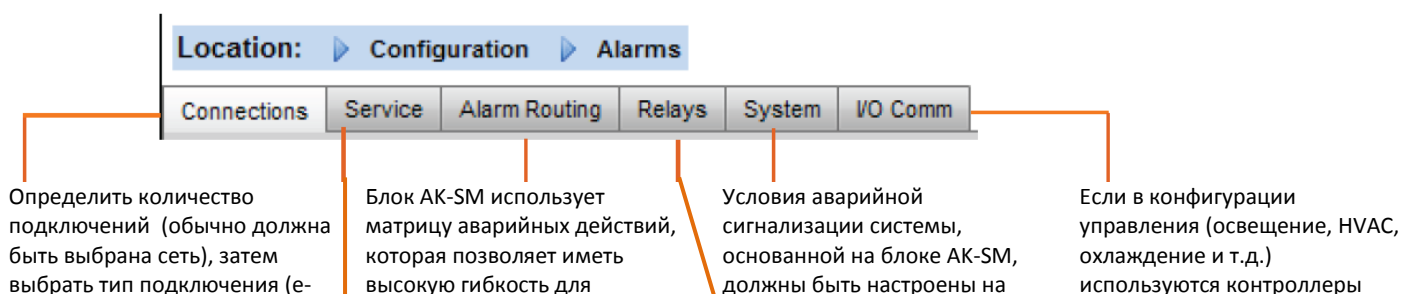 Location: Configuration Alarms
Connections Service Alarm Routing Relays System I/O Comm
Определить количество
подключений (обычно должна
быть выбрана сеть), затем
выбрать тип подключения (e-
Блок AK-SM использует
матрицу аварийных действий,
которая позволяет иметь
высокую гибкость для
Условия аварийной
сигнализации системы,
основанной на блоке AK-SM,
должны быть настроены на
Если в конфигурации
управления (освещение, HVAC,
охлаждение и т.д.)
используются контроллеры